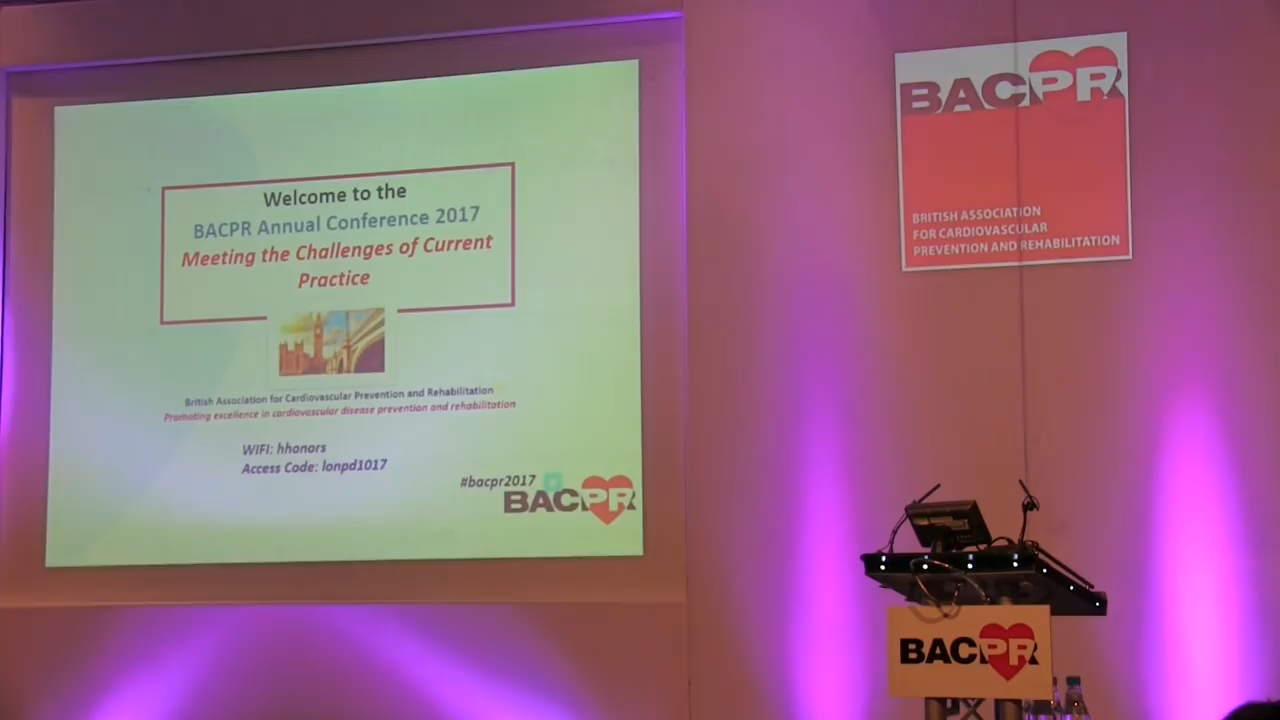 Welcome to the
BACPR Annual Conference 2017
Meeting the Challenges of Current
Practice
British Association for Cardiovascular Prevention and Rehabilitation
Promoting excellence in cardiovascular disease prevention and rehabilitation
WIFI: hhonors
Access Code: lonpd1017
#bacpr2017
BACPR
BACPR
BRITISH ASSOCIATION
FOR CARDIOVASCULAR
PREVENTION AND REHABILITATION
BACPR